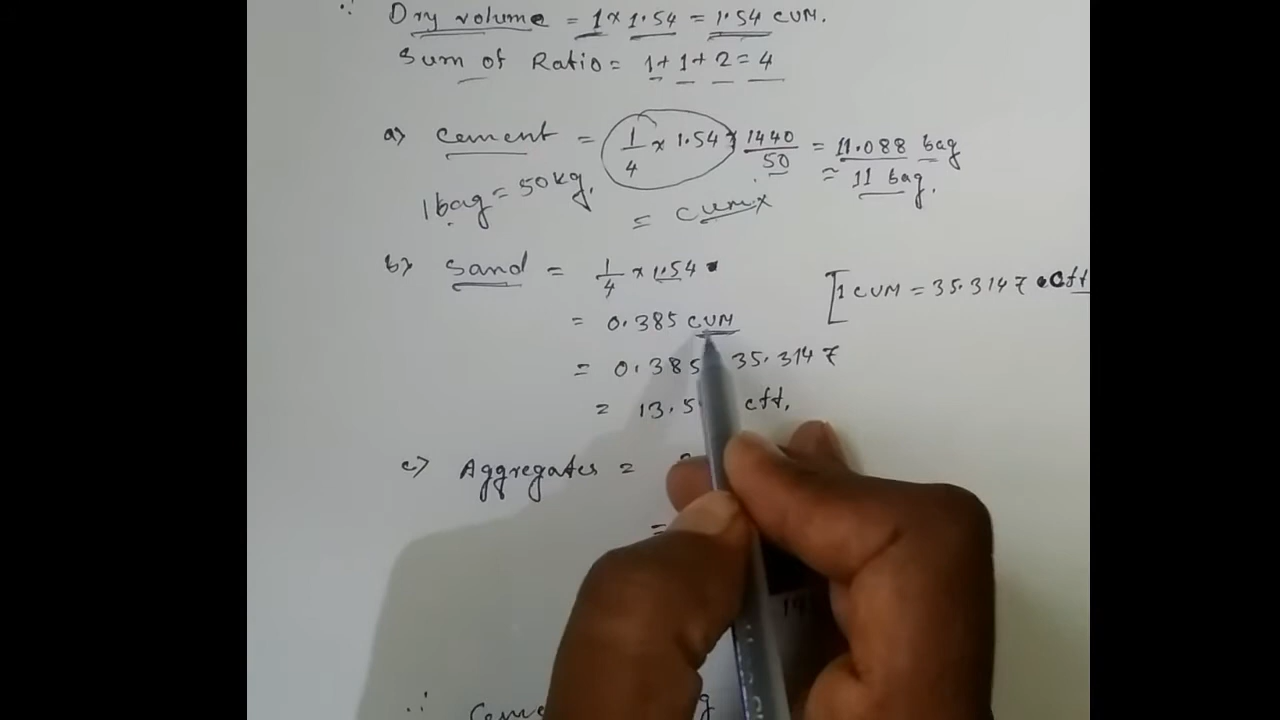 ∵ Dry volume = 1 × 1.54 = 1.54 CUM.
Sum of Ratio = 1+1+2 = 4
a) Cement = 1/4 × 1.54 × 1440/50 = 11.088 bag
≈ 11 bag.
1 bag = 50 kg.
= CUM x
b) Sand = 1/4 × 1.54
[1 CUM = 35.3147 Cft
= 0.385 CUM
= 0.385 35.3147
= 13.5 cft.
c) Aggregates =
=
∴